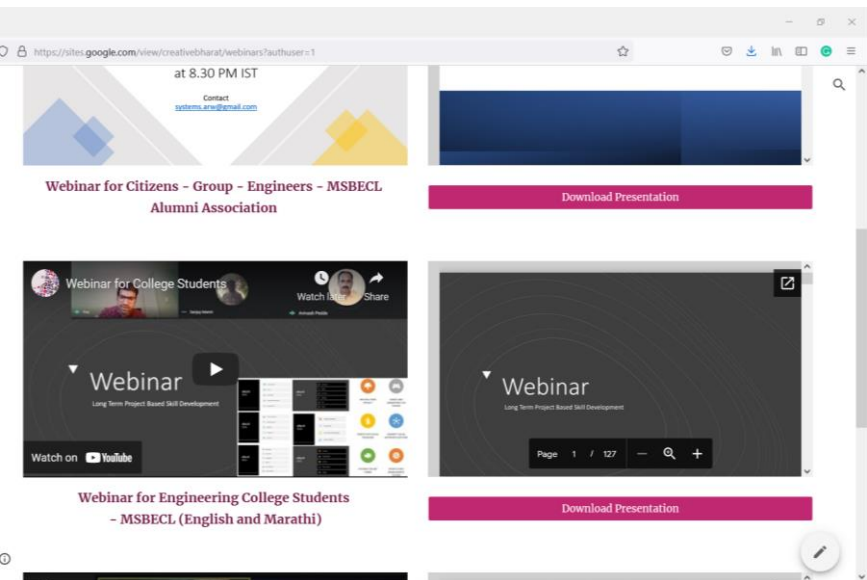 https://sites.google.com/view/creativebharat/webinars?authuser=1
at 8.30 PM IST
Contact
systems.arw@gmail.com
Webinar for Citizens - Group - Engineers - MSBECL
Alumni Association
Download Presentation
Webinar for College Students
Watch later
Share
Webinar
Long Term Project Based Skill Development
Watch on YouTube
Webinar
Long Term Project Based Skill Development
Page 1 / 127
Webinar for Engineering College Students
- MSBECL (English and Marathi)
Download Presentation